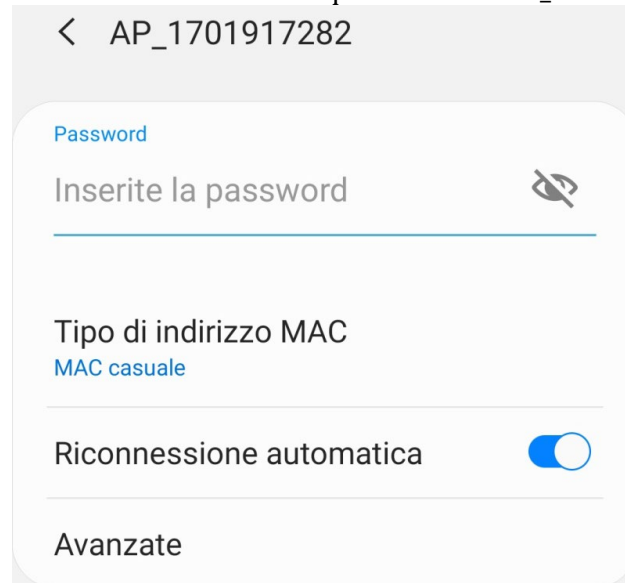 AP_1701917282
Password
Inserite la password
Tipo di indirizzo MAC
MAC casuale
Riconnessione automatica
Avanzate